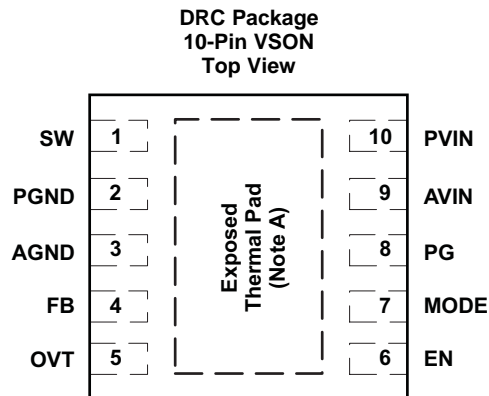 DRC Package
10-Pin VSON
Top View
SW 1 10 PVIN
PGND 2 9 AVIN
AGND 3 8 PG
FB 4 7 MODE
OVT 5 6 EN
Exposed
Thermal Pad
(Note A)